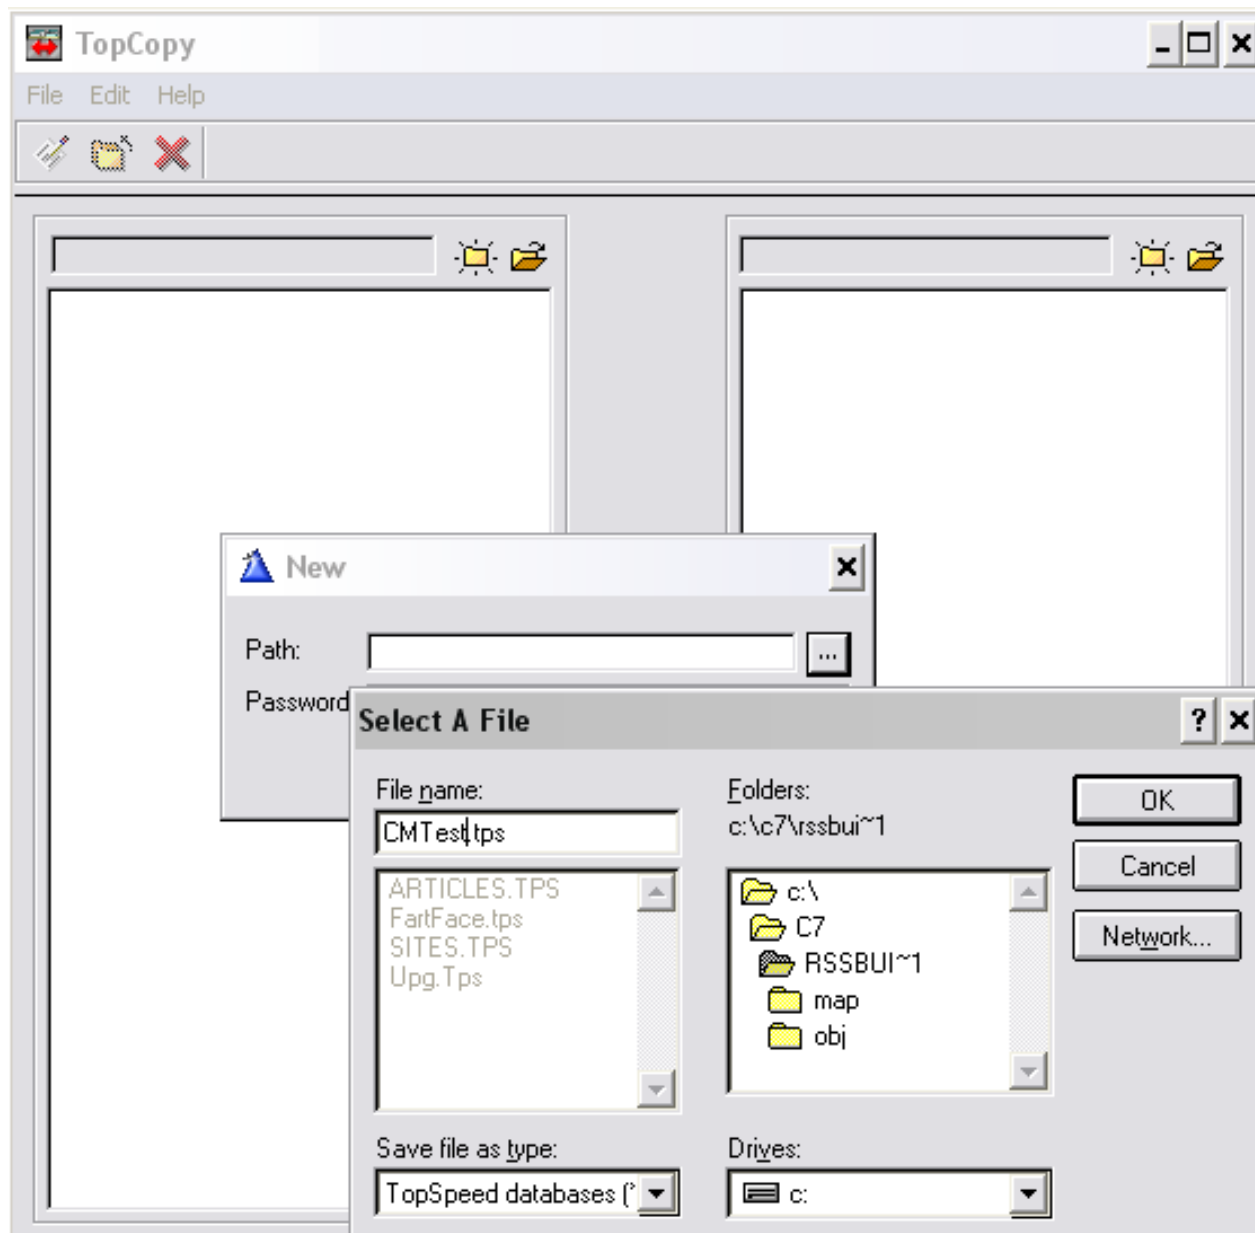 TopCopy
File Edit Help
New
Path:
...
Password
Select A File
File name:
CMTest.tps
ARTICLES.TPS
FartFace.tps
SITES.TPS
Upg.Tps
Folders:
c:\c7\rssbui~1
c:\
C7
RSSBUI~1
map
obj
OK
Cancel
Network...
Save file as type:
TopSpeed databases (*
Drives:
c: